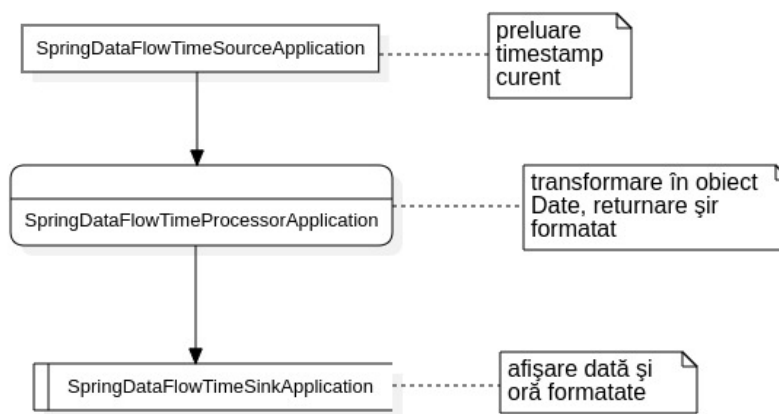 SpringDataFlowTimeSourceApplication
preluare
timestamp
curent
SpringDataFlowTimeProcessorApplication
transformare în obiect
Date, returnare şir
formatat
SpringDataFlowTimeSinkApplication
afişare dată şi
oră formatate